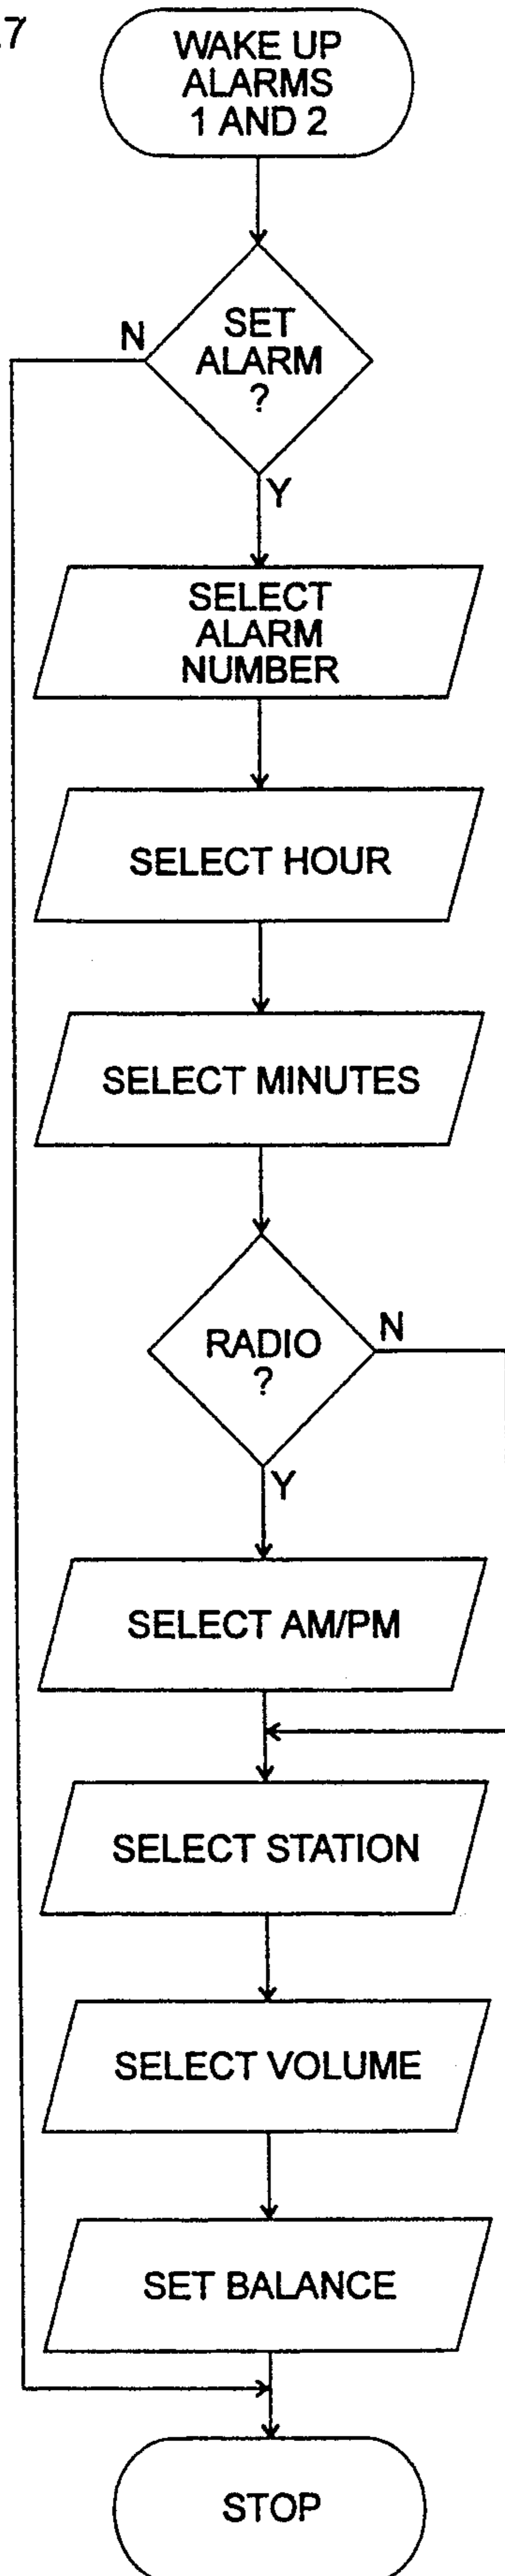 .7
WAKE UP
ALARMS
1 AND 2
SET
ALARM
?
N
Y
SELECT
ALARM
NUMBER
SELECT HOUR
SELECT MINUTES
RADIO
?
N
Y
SELECT AM/PM
SELECT STATION
SELECT VOLUME
SET BALANCE
STOP